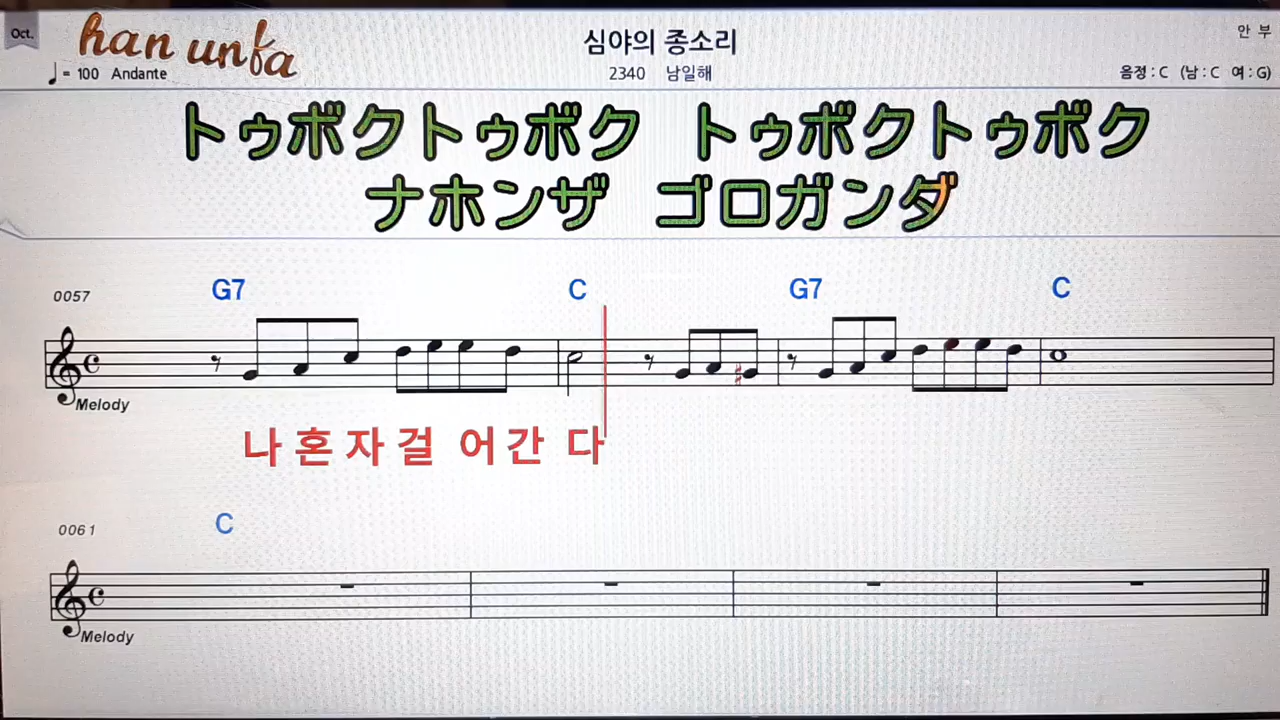 Oct.
han unfa
심야의 종소리
안 부
♩= 100 Andante
2340 남일해
음정 : C (남 : C 여 : G)
トゥボクトゥボク トゥボクトゥボク
ナホンザ ゴロガンダ
0057 G7 C G7 C
Melody
나 혼 자 걸 어 간 다
0061 C
Melody